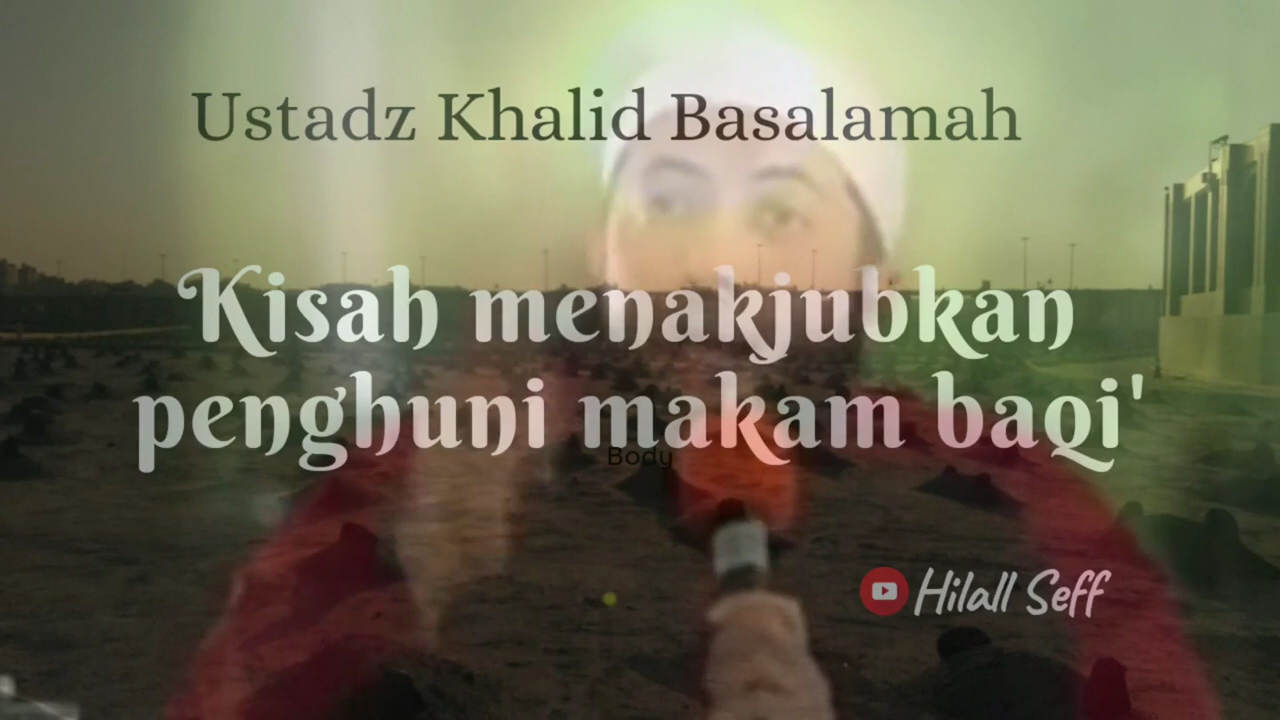 Ustadz Khalid Basalamah
Kisah menakjubkan
penghuni makam baqi'
Body
Hilall Seff